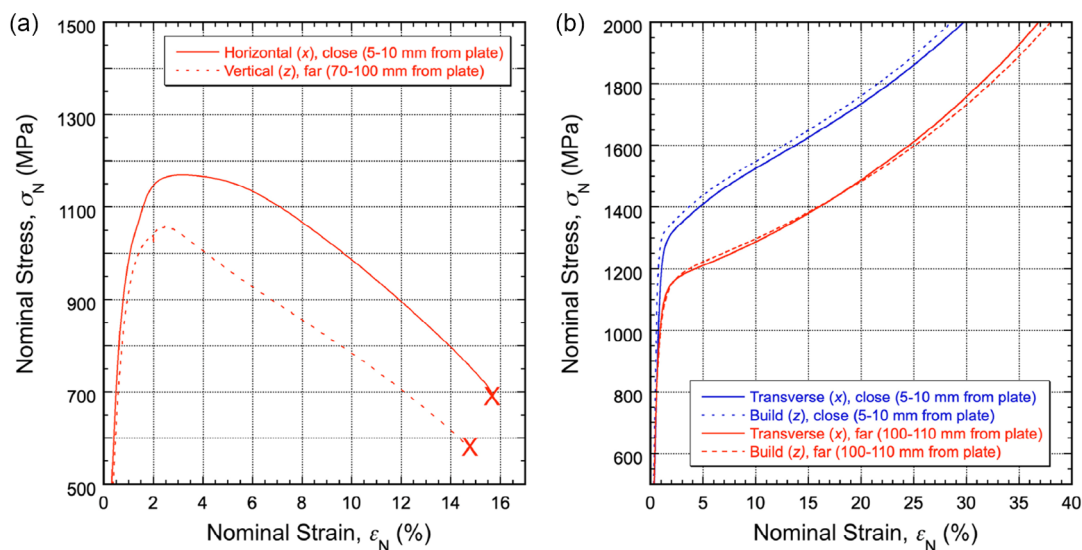 (a)
1500
1300
1100
900
700
500
Nominal Stress, σN (MPa)
Horizontal (x), close (5-10 mm from plate)
Vertical (z), far (70-100 mm from plate)
0 2 4 6 8 10 12 14 16
Nominal Strain, εN (%)
(b)
2000
1800
1600
1400
1200
1000
800
600
Nominal Stress, σN (MPa)
Transverse (x), close (5-10 mm from plate)
Build (z), close (5-10 mm from plate)
Transverse (x), far (100-110 mm from plate)
Build (z), far (100-110 mm from plate)
0 5 10 15 20 25 30 35 40
Nominal Strain, εN (%)